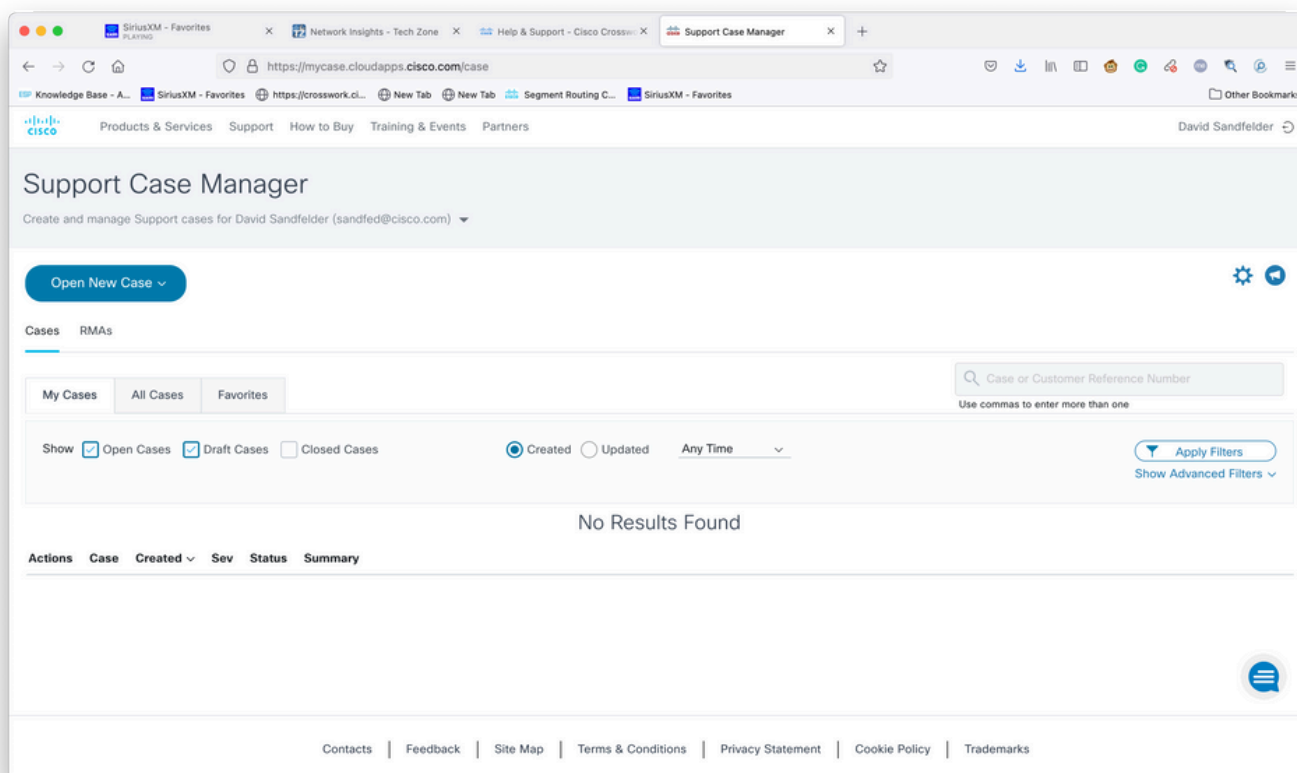 SiriusXM - Favorites
PLAYING
Network Insights - Tech Zone
Help & Support - Cisco Crossw
Support Case Manager
https://mycase.cloudapps.cisco.com/case
Knowledge Base - A... SiriusXM - Favorites https://crosswork.ci... New Tab New Tab Segment Routing C... SiriusXM - Favorites Other Bookmarks
CISCO Products & Services Support How to Buy Training & Events Partners David Sandfelder
Support Case Manager
Create and manage Support cases for David Sandfelder (sandfed@cisco.com)
Open New Case
Cases RMAs
My Cases All Cases Favorites
Case or Customer Reference Number
Use commas to enter more than one
Show Open Cases Draft Cases Closed Cases Created Updated Any Time Apply Filters
Show Advanced Filters
No Results Found
Actions Case Created Sev Status Summary
Contacts | Feedback | Site Map | Terms & Conditions | Privacy Statement | Cookie Policy | Trademarks